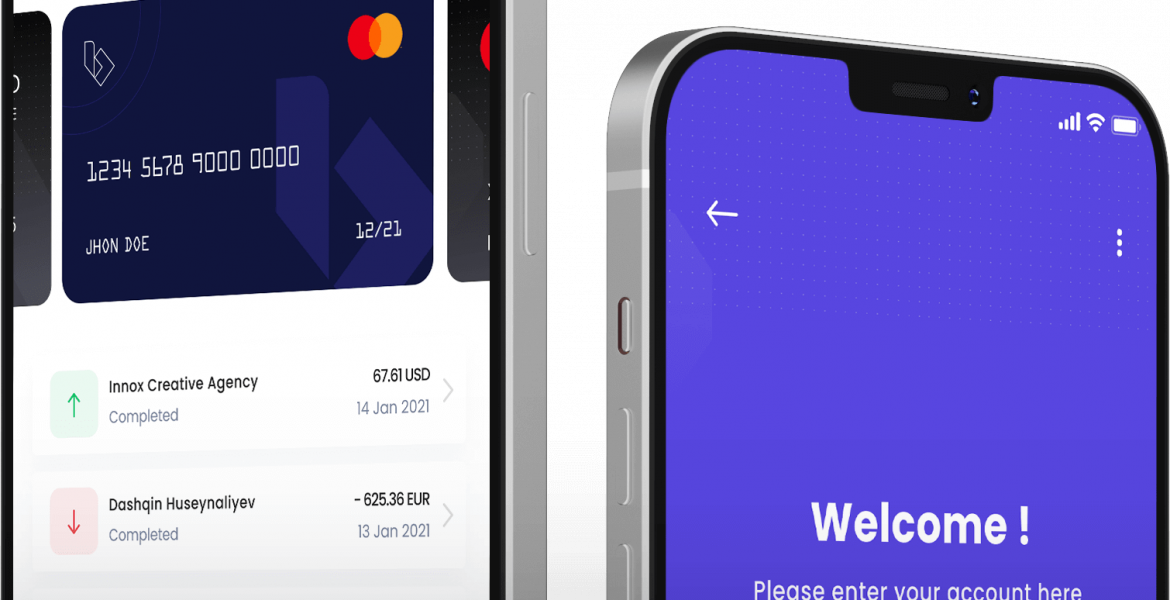 1234 5678 9000 0000
JHON DOE
12/21
Innox Creative Agency
67.61 USD
Completed
14 Jan 2021
Dashqin Huseynaliyev
- 625.36 EUR
Completed
13 Jan 2021
Welcome !
Please enter your account here